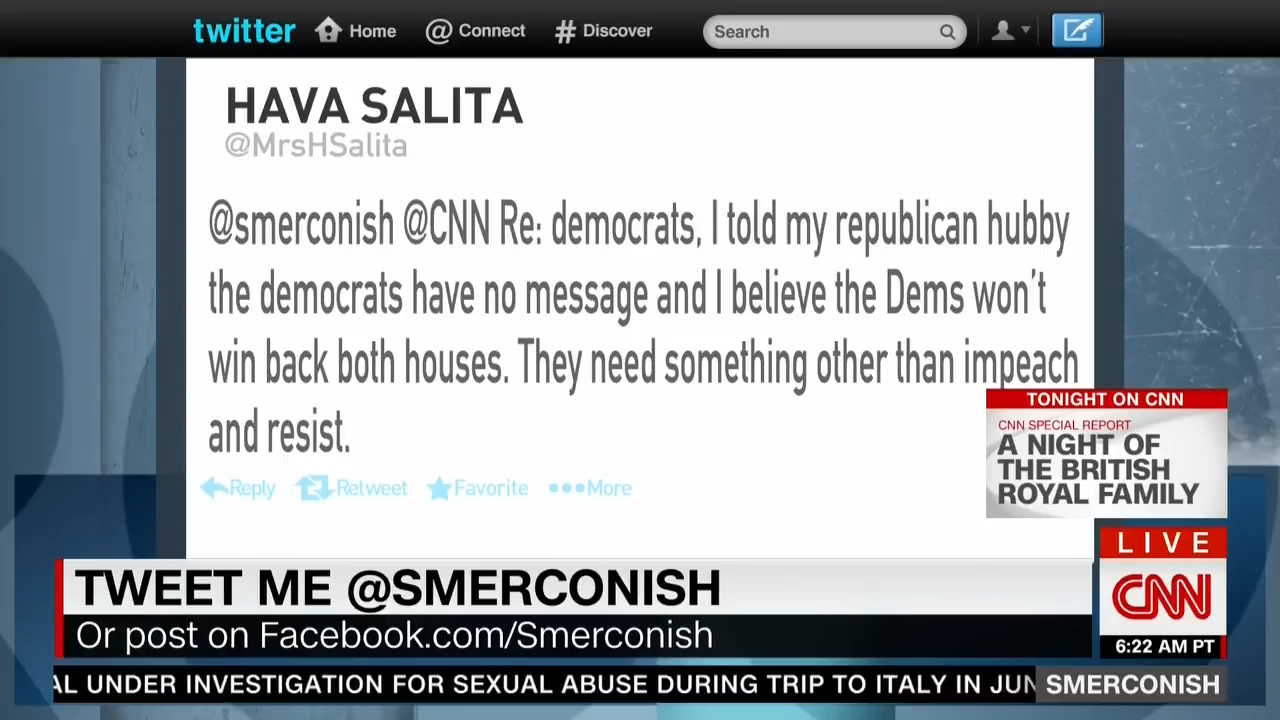 twitter Home @ Connect # Discover Search
HAVA SALITA
@MrsHSalita
@smerconish @CNN Re: democrats, I told my republican hubby
the democrats have no message and I believe the Dems won't
win back both houses. They need something other than impeach
and resist.
Reply Retweet Favorite More
TONIGHT ON CNN
CNN SPECIAL REPORT
A NIGHT OF
THE BRITISH
ROYAL FAMILY
LIVE
CNN
6:22 AM PT
TWEET ME @SMERCONISH
Or post on Facebook.com/Smerconish
UNDER INVESTIGATION FOR SEXUAL ABUSE DURING TRIP TO ITALY IN SMERCONISH